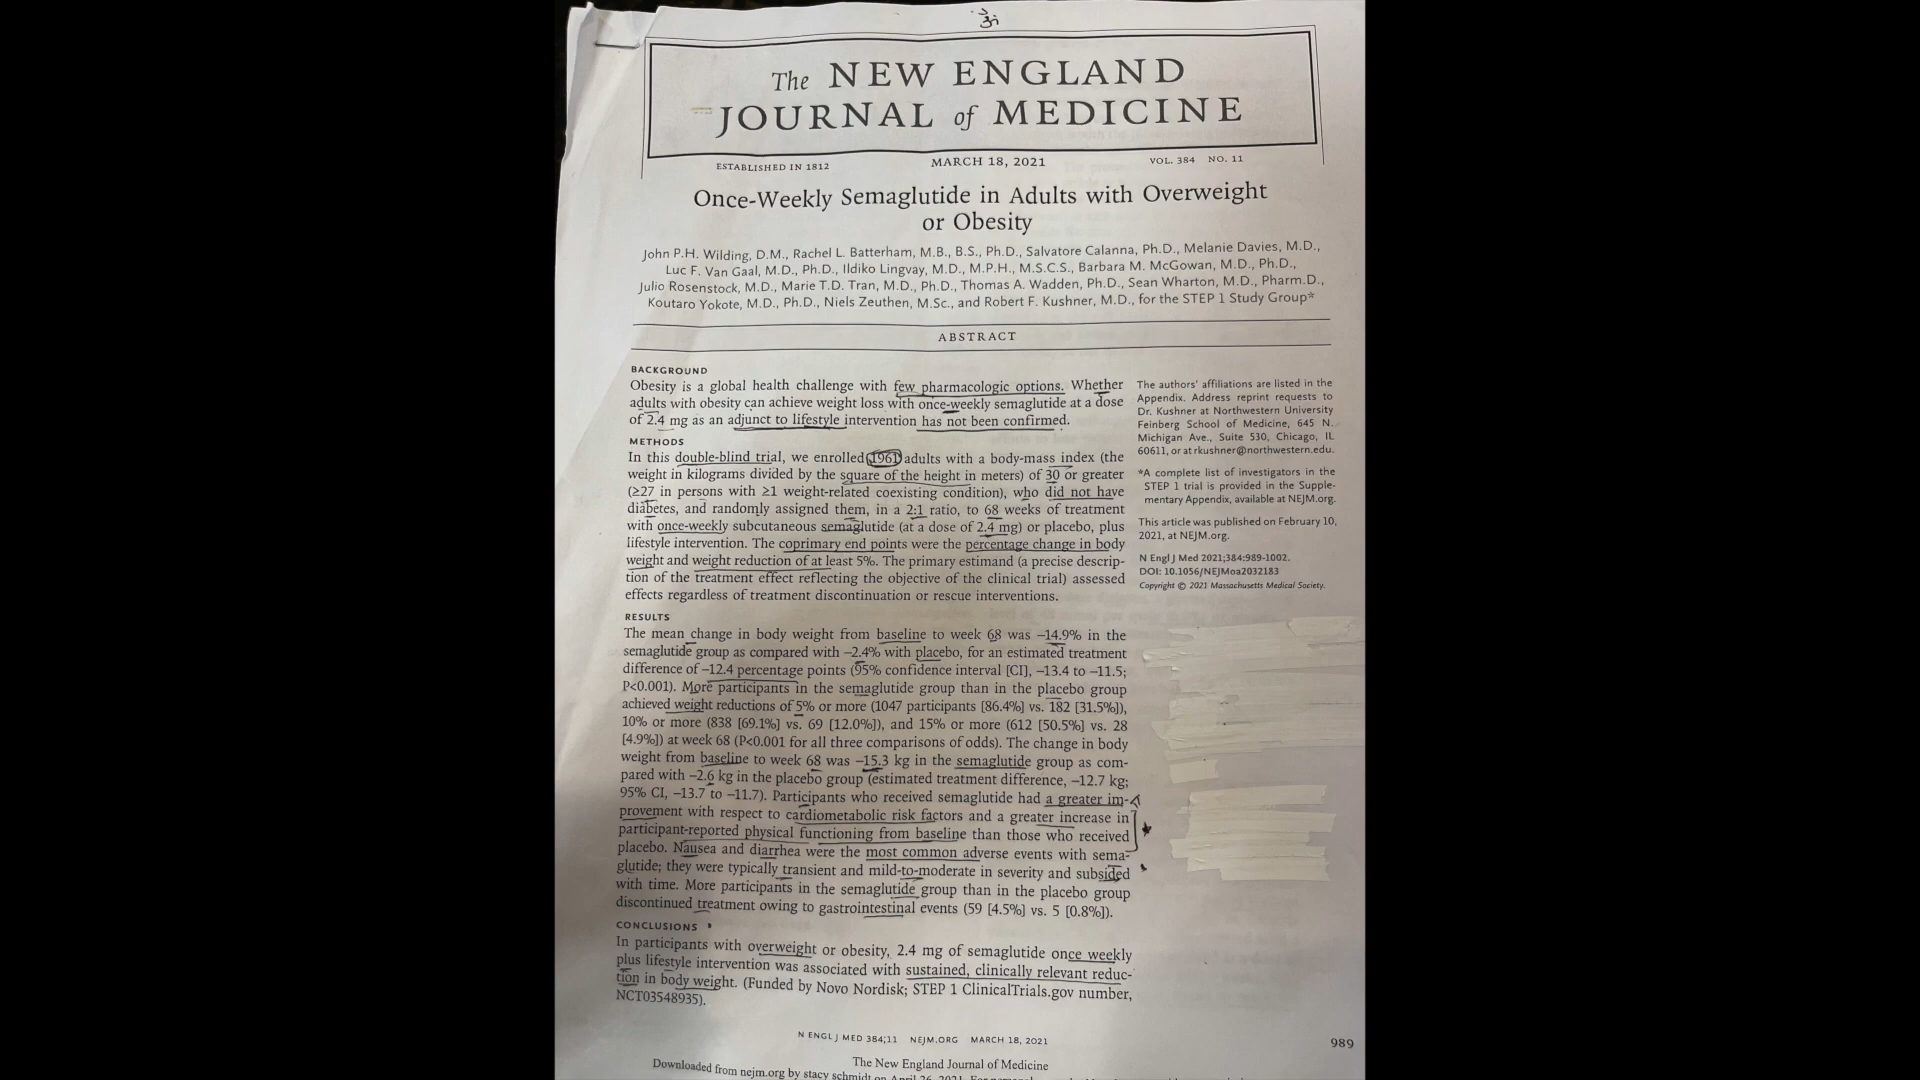 ॐ
The NEW ENGLAND
JOURNAL of MEDICINE
ESTABLISHED IN 1812 MARCH 18, 2021 VOL. 384 NO. 11
Once-Weekly Semaglutide in Adults with Overweight
or Obesity
John P.H. Wilding, D.M., Rachel L. Batterham, M.B., B.S., Ph.D., Salvatore Calanna, Ph.D., Melanie Davies, M.D.,
Luc F. Van Gaal, M.D., Ph.D., Ildiko Lingvay, M.D., M.P.H., M.S.C.S., Barbara M. McGowan, M.D., Ph.D.,
Julio Rosenstock, M.D., Marie T.D. Tran, M.D., Ph.D., Thomas A. Wadden, Ph.D., Sean Wharton, M.D., Pharm.D.,
Koutaro Yokote, M.D., Ph.D., Niels Zeuthen, M.Sc., and Robert F. Kushner, M.D., for the STEP 1 Study Group*
ABSTRACT
BACKGROUND
Obesity is a global health challenge with few pharmacologic options. Whether
adults with obesity can achieve weight loss with once-weekly semaglutide at a dose
of 2.4 mg as an adjunct to lifestyle intervention has not been confirmed.
METHODS
In this double-blind trial, we enrolled 1961 adults with a body-mass index (the
weight in kilograms divided by the square of the height in meters) of 30 or greater
(≥27 in persons with ≥1 weight-related coexisting condition), who did not have
diabetes, and randomly assigned them, in a 2:1 ratio, to 68 weeks of treatment
with once-weekly subcutaneous semaglutide (at a dose of 2.4 mg) or placebo, plus
lifestyle intervention. The coprimary end points were the percentage change in body
weight and weight reduction of at least 5%. The primary estimand (a precise descrip-
tion of the treatment effect reflecting the objective of the clinical trial) assessed
effects regardless of treatment discontinuation or rescue interventions.
RESULTS
The mean change in body weight from baseline to week 68 was −14.9% in the
semaglutide group as compared with −2.4% with placebo, for an estimated treatment
difference of −12.4 percentage points (95% confidence interval [CI], −13.4 to −11.5;
P<0.001). More participants in the semaglutide group than in the placebo group
achieved weight reductions of 5% or more (1047 participants [86.4%] vs. 182 [31.5%]),
10% or more (838 [69.1%] vs. 69 [12.0%]), and 15% or more (612 [50.5%] vs. 28
[4.9%]) at week 68 (P<0.001 for all three comparisons of odds). The change in body
weight from baseline to week 68 was −15.3 kg in the semaglutide group as com-
pared with −2.6 kg in the placebo group (estimated treatment difference, −12.7 kg;
95% CI, −13.7 to −11.7). Participants who received semaglutide had a greater im-
provement with respect to cardiometabolic risk factors and a greater increase in
participant-reported physical functioning from baseline than those who received
placebo. Nausea and diarrhea were the most common adverse events with sema-
glutide; they were typically transient and mild-to-moderate in severity and subsided
with time. More participants in the semaglutide group than in the placebo group
discontinued treatment owing to gastrointestinal events (59 [4.5%] vs. 5 [0.8%]).
CONCLUSIONS
In participants with overweight or obesity, 2.4 mg of semaglutide once weekly
plus lifestyle intervention was associated with sustained, clinically relevant reduc-
tion in body weight. (Funded by Novo Nordisk; STEP 1 ClinicalTrials.gov number,
NCT03548935).
The authors' affiliations are listed in the
Appendix. Address reprint requests to
Dr. Kushner at Northwestern University
Feinberg School of Medicine, 645 N.
Michigan Ave., Suite 530, Chicago, IL
60611, or at rkushner@northwestern.edu.
*A complete list of investigators in the
STEP 1 trial is provided in the Supple-
mentary Appendix, available at NEJM.org.
This article was published on February 10,
2021, at NEJM.org.
N Engl J Med 2021;384:989-1002.
DOI: 10.1056/NEJMoa2032183
Copyright © 2021 Massachusetts Medical Society.
N ENGL J MED 384;11 NEJM.ORG MARCH 18, 2021 989
The New England Journal of Medicine
Downloaded from nejm.org by stacy schmidt on April 26, 2021. For personal